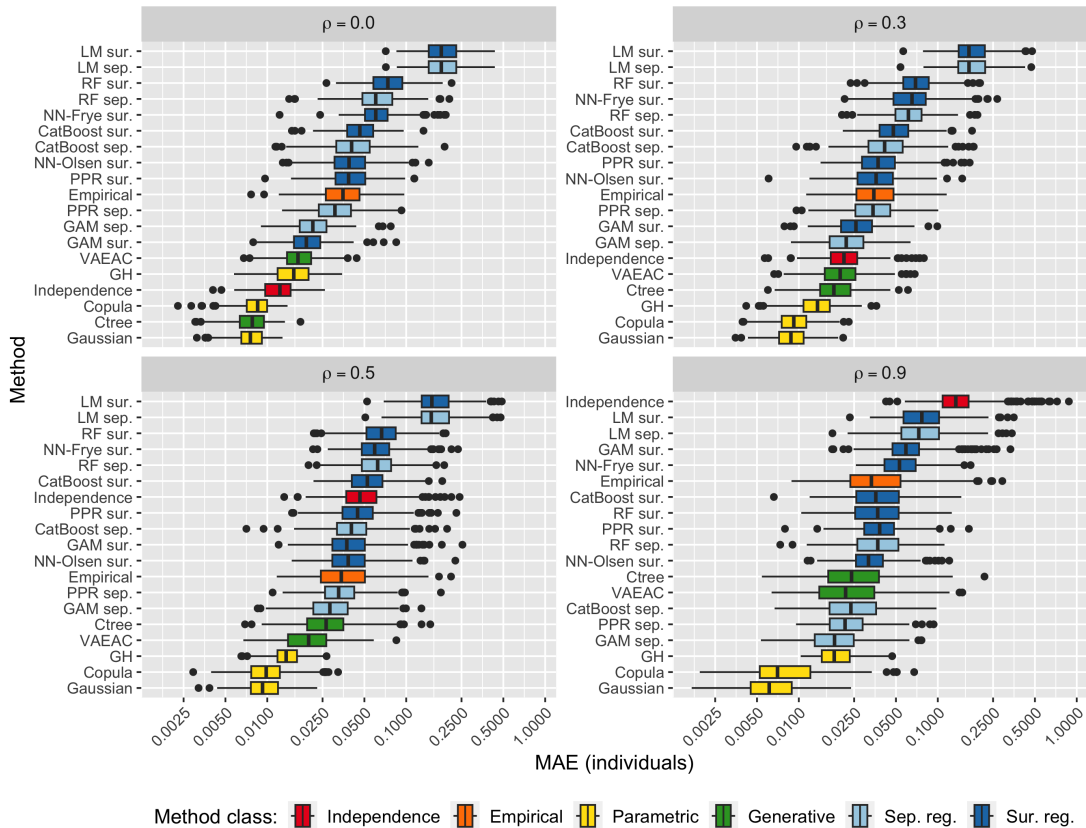 ρ = 0.0
LM sur.
LM sep.
RF sur.
RF sep.
NN-Frye sur.
CatBoost sur.
CatBoost sep.
NN-Olsen sur.
PPR sur.
Empirical
PPR sep.
GAM sep.
GAM sur.
VAEAC
GH
Independence
Copula
Ctree
Gaussian
ρ = 0.3
LM sur.
LM sep.
RF sur.
NN-Frye sur.
RF sep.
CatBoost sur.
CatBoost sep.
PPR sur.
NN-Olsen sur.
Empirical
PPR sep.
GAM sur.
GAM sep.
Independence
VAEAC
Ctree
GH
Copula
Gaussian
Method
ρ = 0.5
LM sur.
LM sep.
RF sur.
NN-Frye sur.
RF sep.
CatBoost sur.
Independence
PPR sur.
CatBoost sep.
GAM sur.
NN-Olsen sur.
Empirical
PPR sep.
GAM sep.
Ctree
VAEAC
GH
Copula
Gaussian
0.0025 0.0050 0.0100 0.0250 0.0500 0.1000 0.2500 0.5000 1.0000
ρ = 0.9
Independence
LM sur.
LM sep.
GAM sur.
NN-Frye sur.
Empirical
CatBoost sur.
RF sur.
PPR sur.
RF sep.
NN-Olsen sur.
Ctree
VAEAC
CatBoost sep.
PPR sep.
GAM sep.
GH
Copula
Gaussian
0.0025 0.0050 0.0100 0.0250 0.0500 0.1000 0.2500 0.5000 1.0000
MAE (individuals)
Method class: Independence Empirical Parametric Generative Sep. reg. Sur. reg.